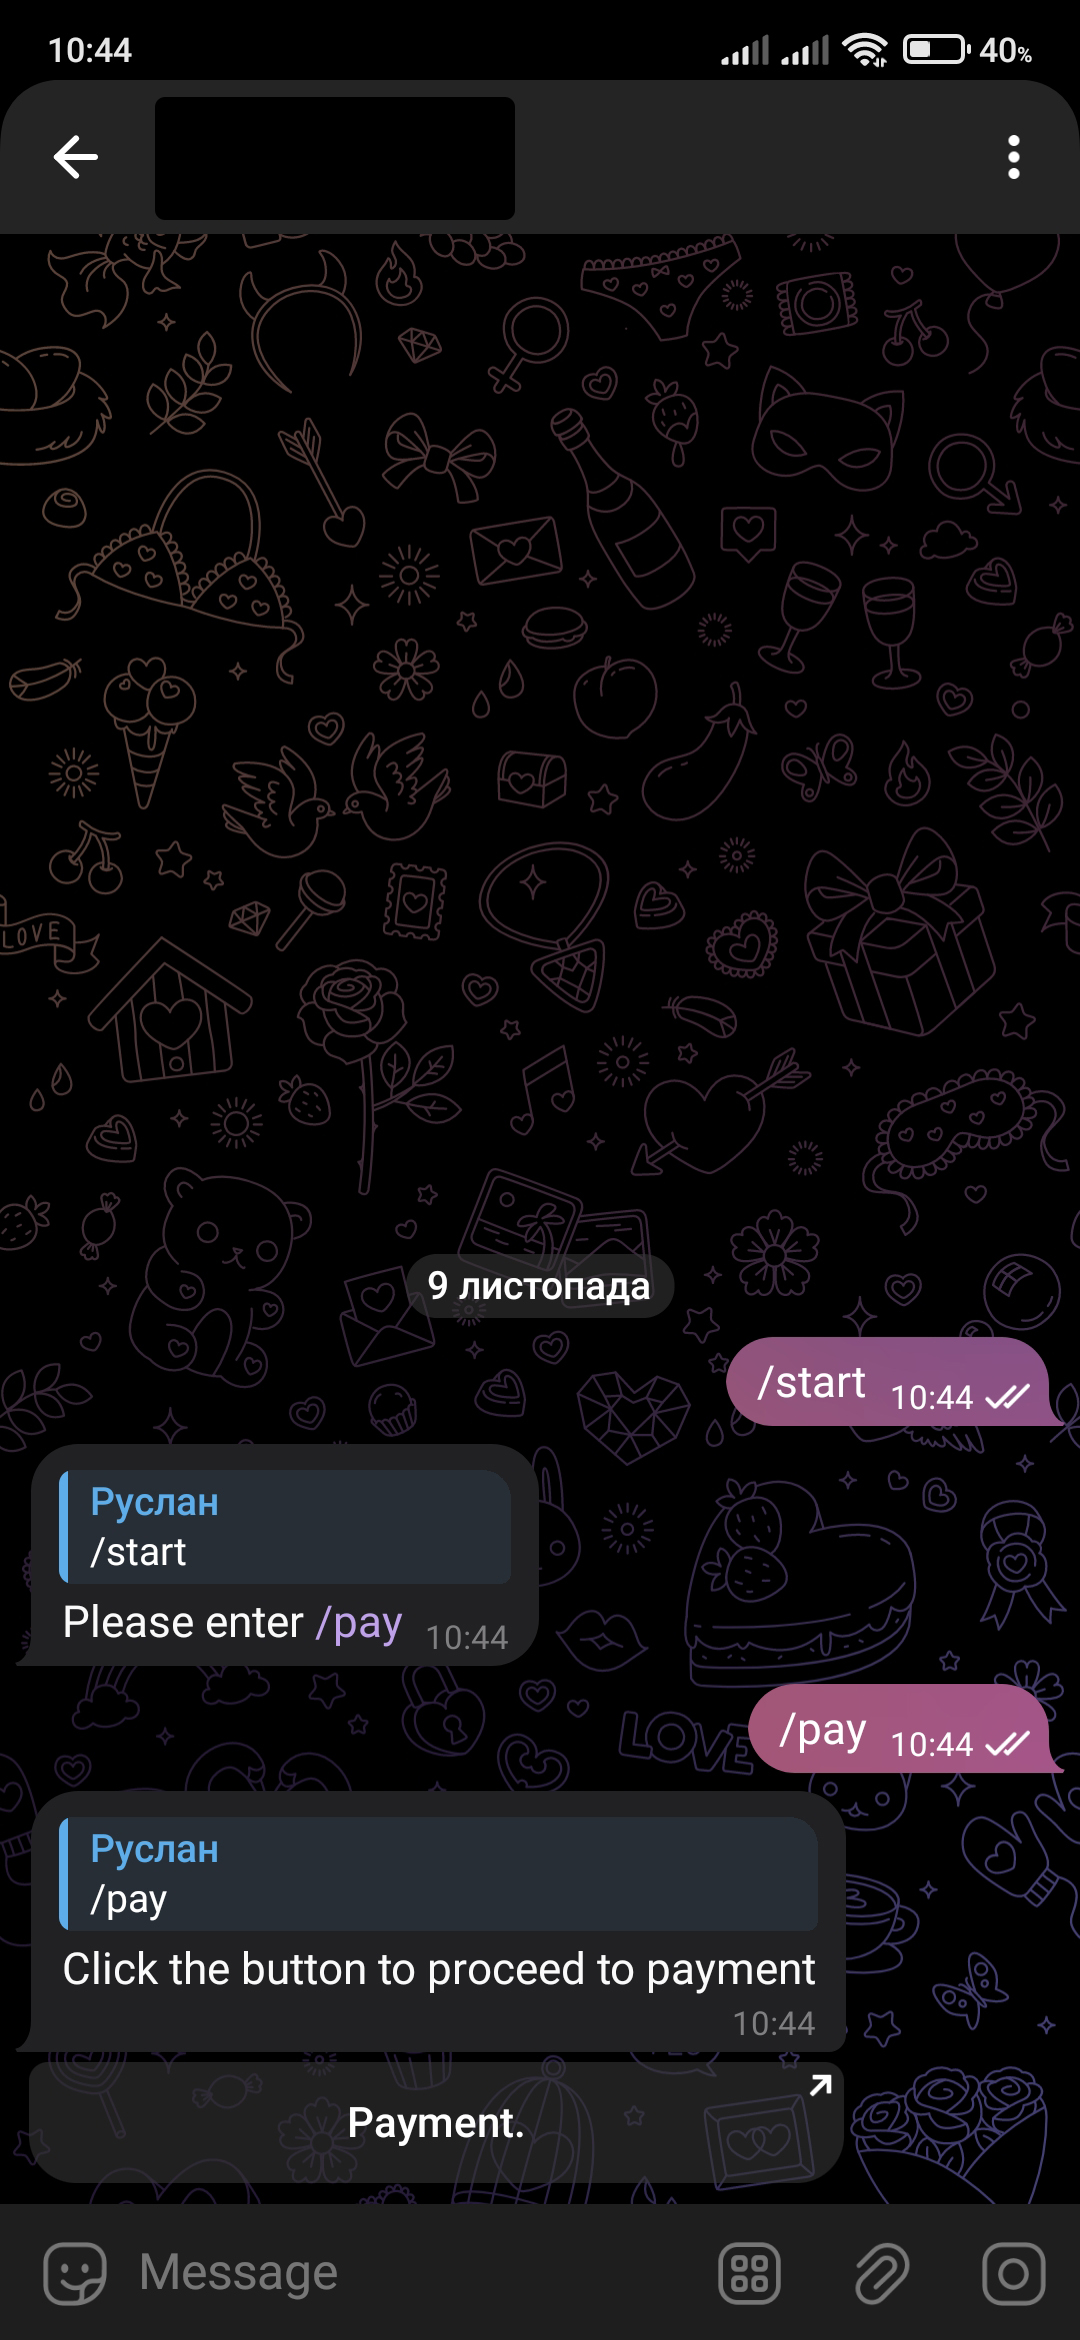 10:44
40%
LOVE
9 листопада
/start 10:44
Руслан
/start
Please enter /pay 10:44
LOVE
/pay 10:44
Руслан
/pay
Click the button to proceed to payment
10:44
Payment.
Message